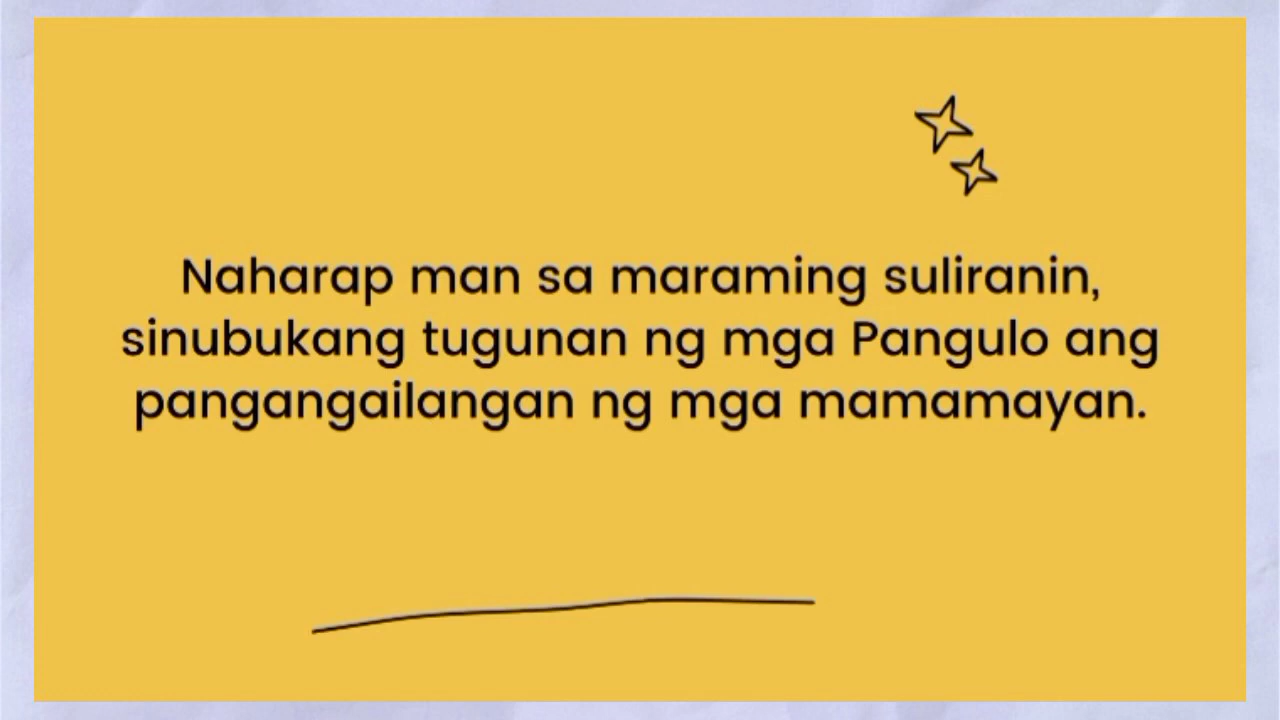 Naharap man sa maraming suliranin,
sinubukang tugunan ng mga Pangulo ang
pangangailangan ng mga mamamayan.